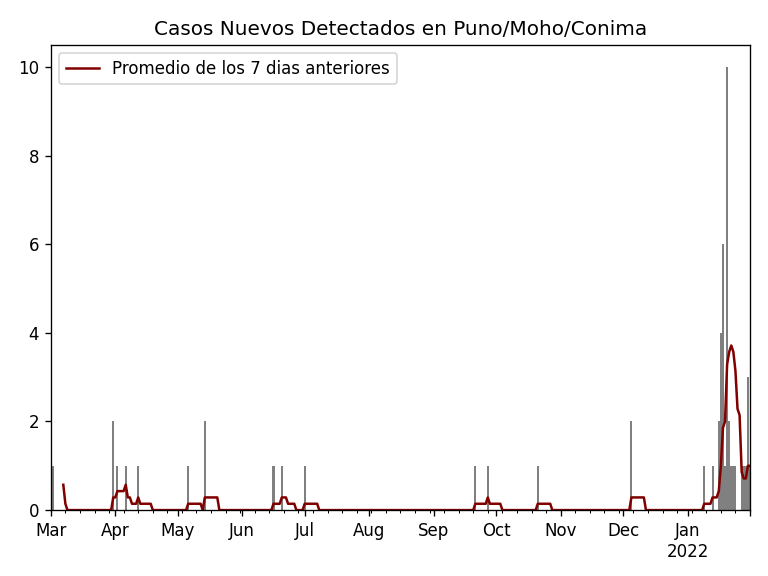 Casos Nuevos Detectados en Puno/Moho/Conima
Promedio de los 7 dias anteriores
10
8
6
4
2
0
Mar Apr May Jun Jul Aug Sep Oct Nov Dec Jan
2022